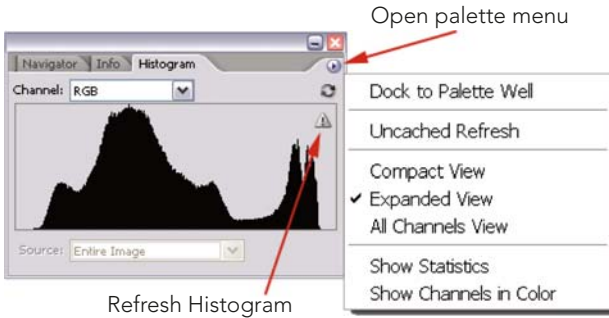 Open palette menu
Navigator Info Histogram
Channel: RGB
Source: Entire Image
Refresh Histogram
Dock to Palette Well
Uncached Refresh
Compact View
✔ Expanded View
All Channels View
Show Statistics
Show Channels in Color